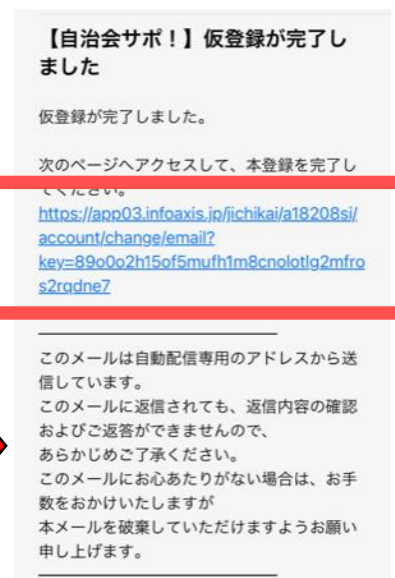 【自治会サポ！】仮登録が完了し
ました
仮登録が完了しました。
次のページへアクセスして、本登録を完了し
てください。
https://app03.infoaxis.jp/jichikai/a18208si/
account/change/email?
key=89o0o2h15of5mufh1m8cnolotlg2mfro
s2rqdne7
このメールは自動配信専用のアドレスから送
信しています。
このメールに返信されても、返信内容の確認
およびご返答ができませんので、
あらかじめご了承ください。
このメールにお心あたりがない場合は、お手
数をおかけいたしますが
本メールを破棄していただけますようお願い
申し上げます。